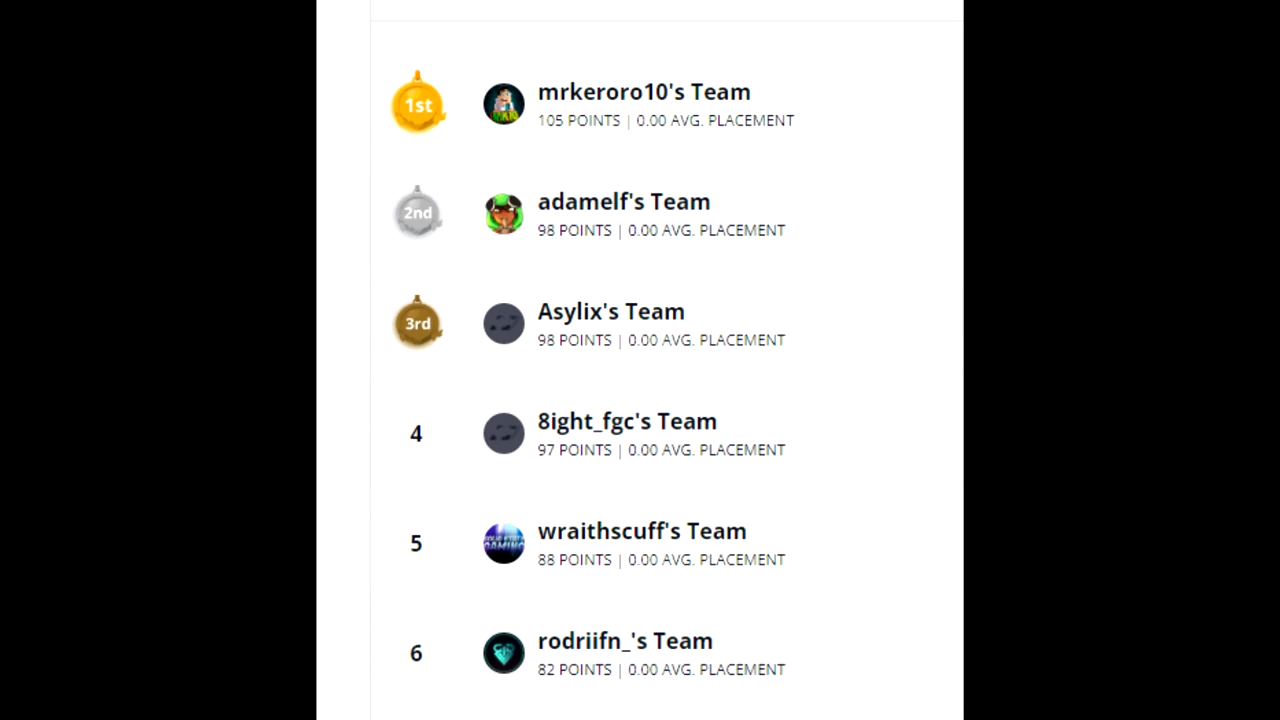 1st
mrkeroro10's Team
105 POINTS | 0.00 AVG. PLACEMENT
2nd
adamelf's Team
98 POINTS | 0.00 AVG. PLACEMENT
3rd
Asylix's Team
98 POINTS | 0.00 AVG. PLACEMENT
4
8ight_fgc's Team
97 POINTS | 0.00 AVG. PLACEMENT
5
wraithscuff's Team
88 POINTS | 0.00 AVG. PLACEMENT
6
rodriifn_'s Team
82 POINTS | 0.00 AVG. PLACEMENT